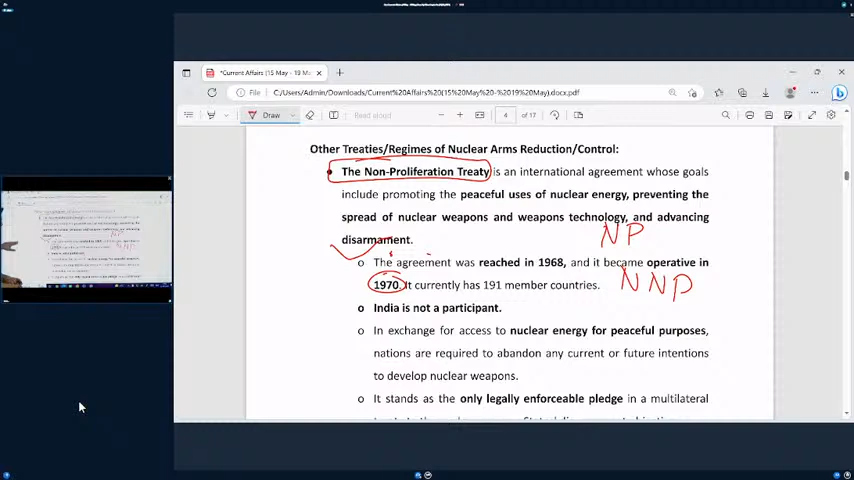 *Current Affairs (15 May - 19 M
File
C:/Users/Admin/Downloads/Current%20Affairs%20(15%20May%20-%2019%20May).docx.pdf
Draw
Read aloud
4 of 17
Other Treaties/Regimes of Nuclear Arms Reduction/Control:
• The Non-Proliferation Treaty is an international agreement whose goals
include promoting the peaceful uses of nuclear energy, preventing the
spread of nuclear weapons and weapons technology, and advancing
NP
disarmament.
o The agreement was reached in 1968, and it became operative in
1970. It currently has 191 member countries.
NNP
o India is not a participant.
o In exchange for access to nuclear energy for peaceful purposes,
nations are required to abandon any current or future intentions
to develop nuclear weapons.
o It stands as the only legally enforceable pledge in a multilateral